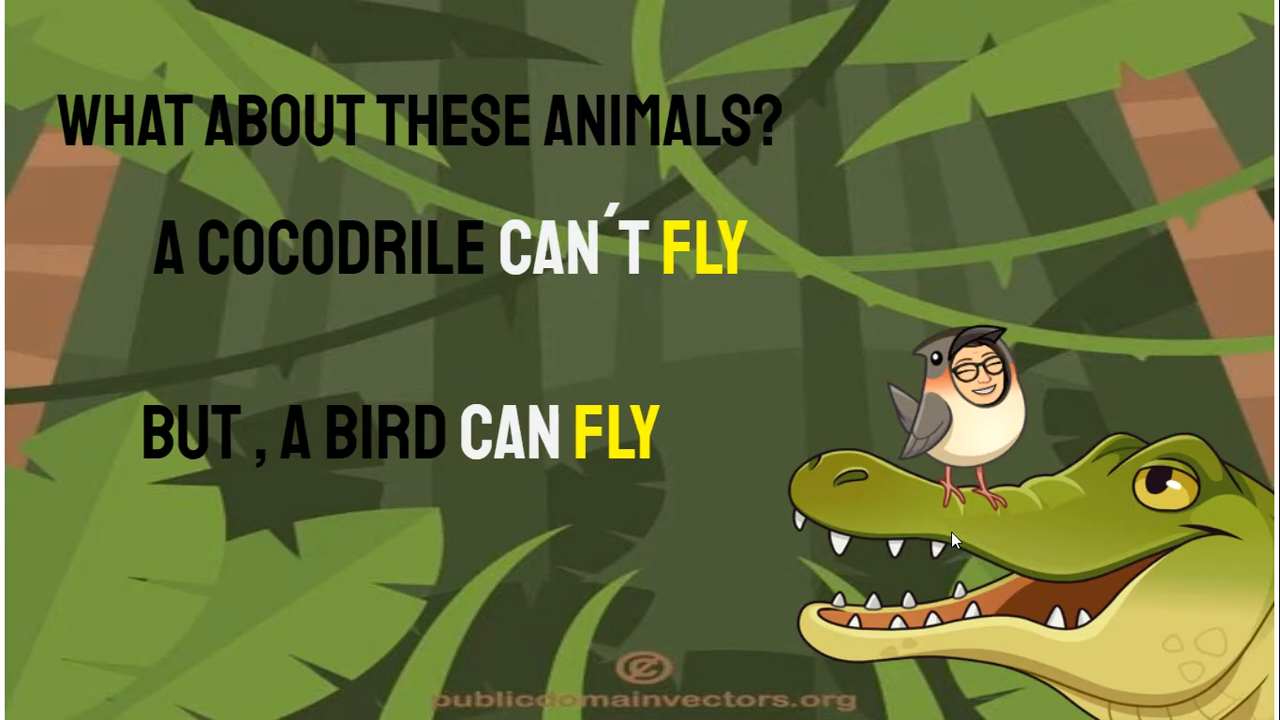 WHAT ABOUT THESE ANIMALS?
A COCODRILE CAN´T FLY
BUT , A BIRD CAN FLY
publicdomainvectors.org